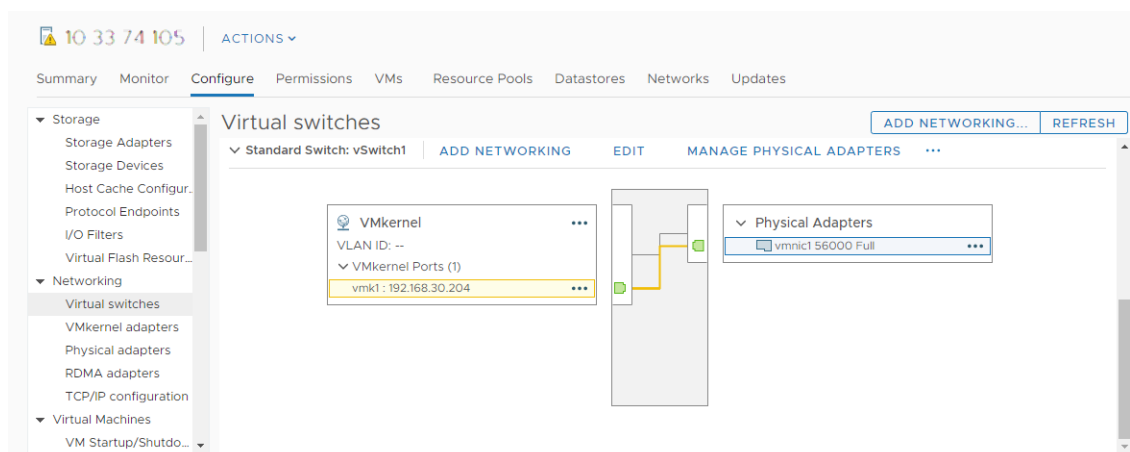 10 33 74 105 ACTIONS
Summary Monitor Configure Permissions VMs Resource Pools Datastores Networks Updates
Storage
Storage Adapters
Storage Devices
Host Cache Configur..
Protocol Endpoints
I/O Filters
Virtual Flash Resour...
Networking
Virtual switches
VMkernel adapters
Physical adapters
RDMA adapters
TCP/IP configuration
Virtual Machines
VM Startup/Shutdo...
Virtual switches
ADD NETWORKING... REFRESH
Standard Switch: vSwitch1 ADD NETWORKING EDIT MANAGE PHYSICAL ADAPTERS ...
VMkernel ...
VLAN ID: --
VMkernel Ports (1)
vmk1 : 192.168.30.204 ...
Physical Adapters
vmnic1 56000 Full ...